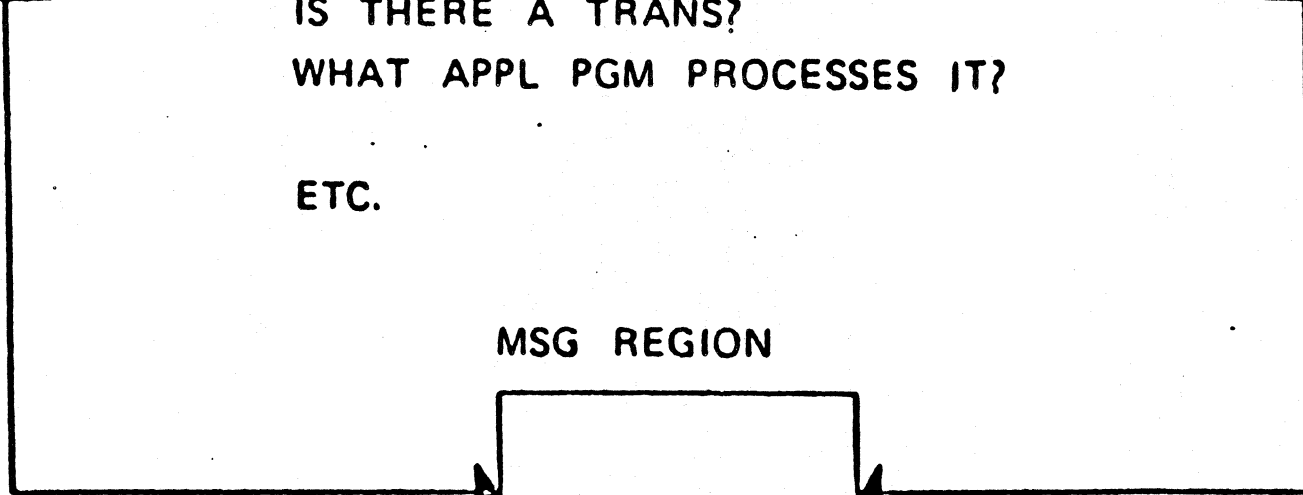 IS THERE A TRANS?
WHAT APPL PGM PROCESSES IT?
ETC.
MSG REGION